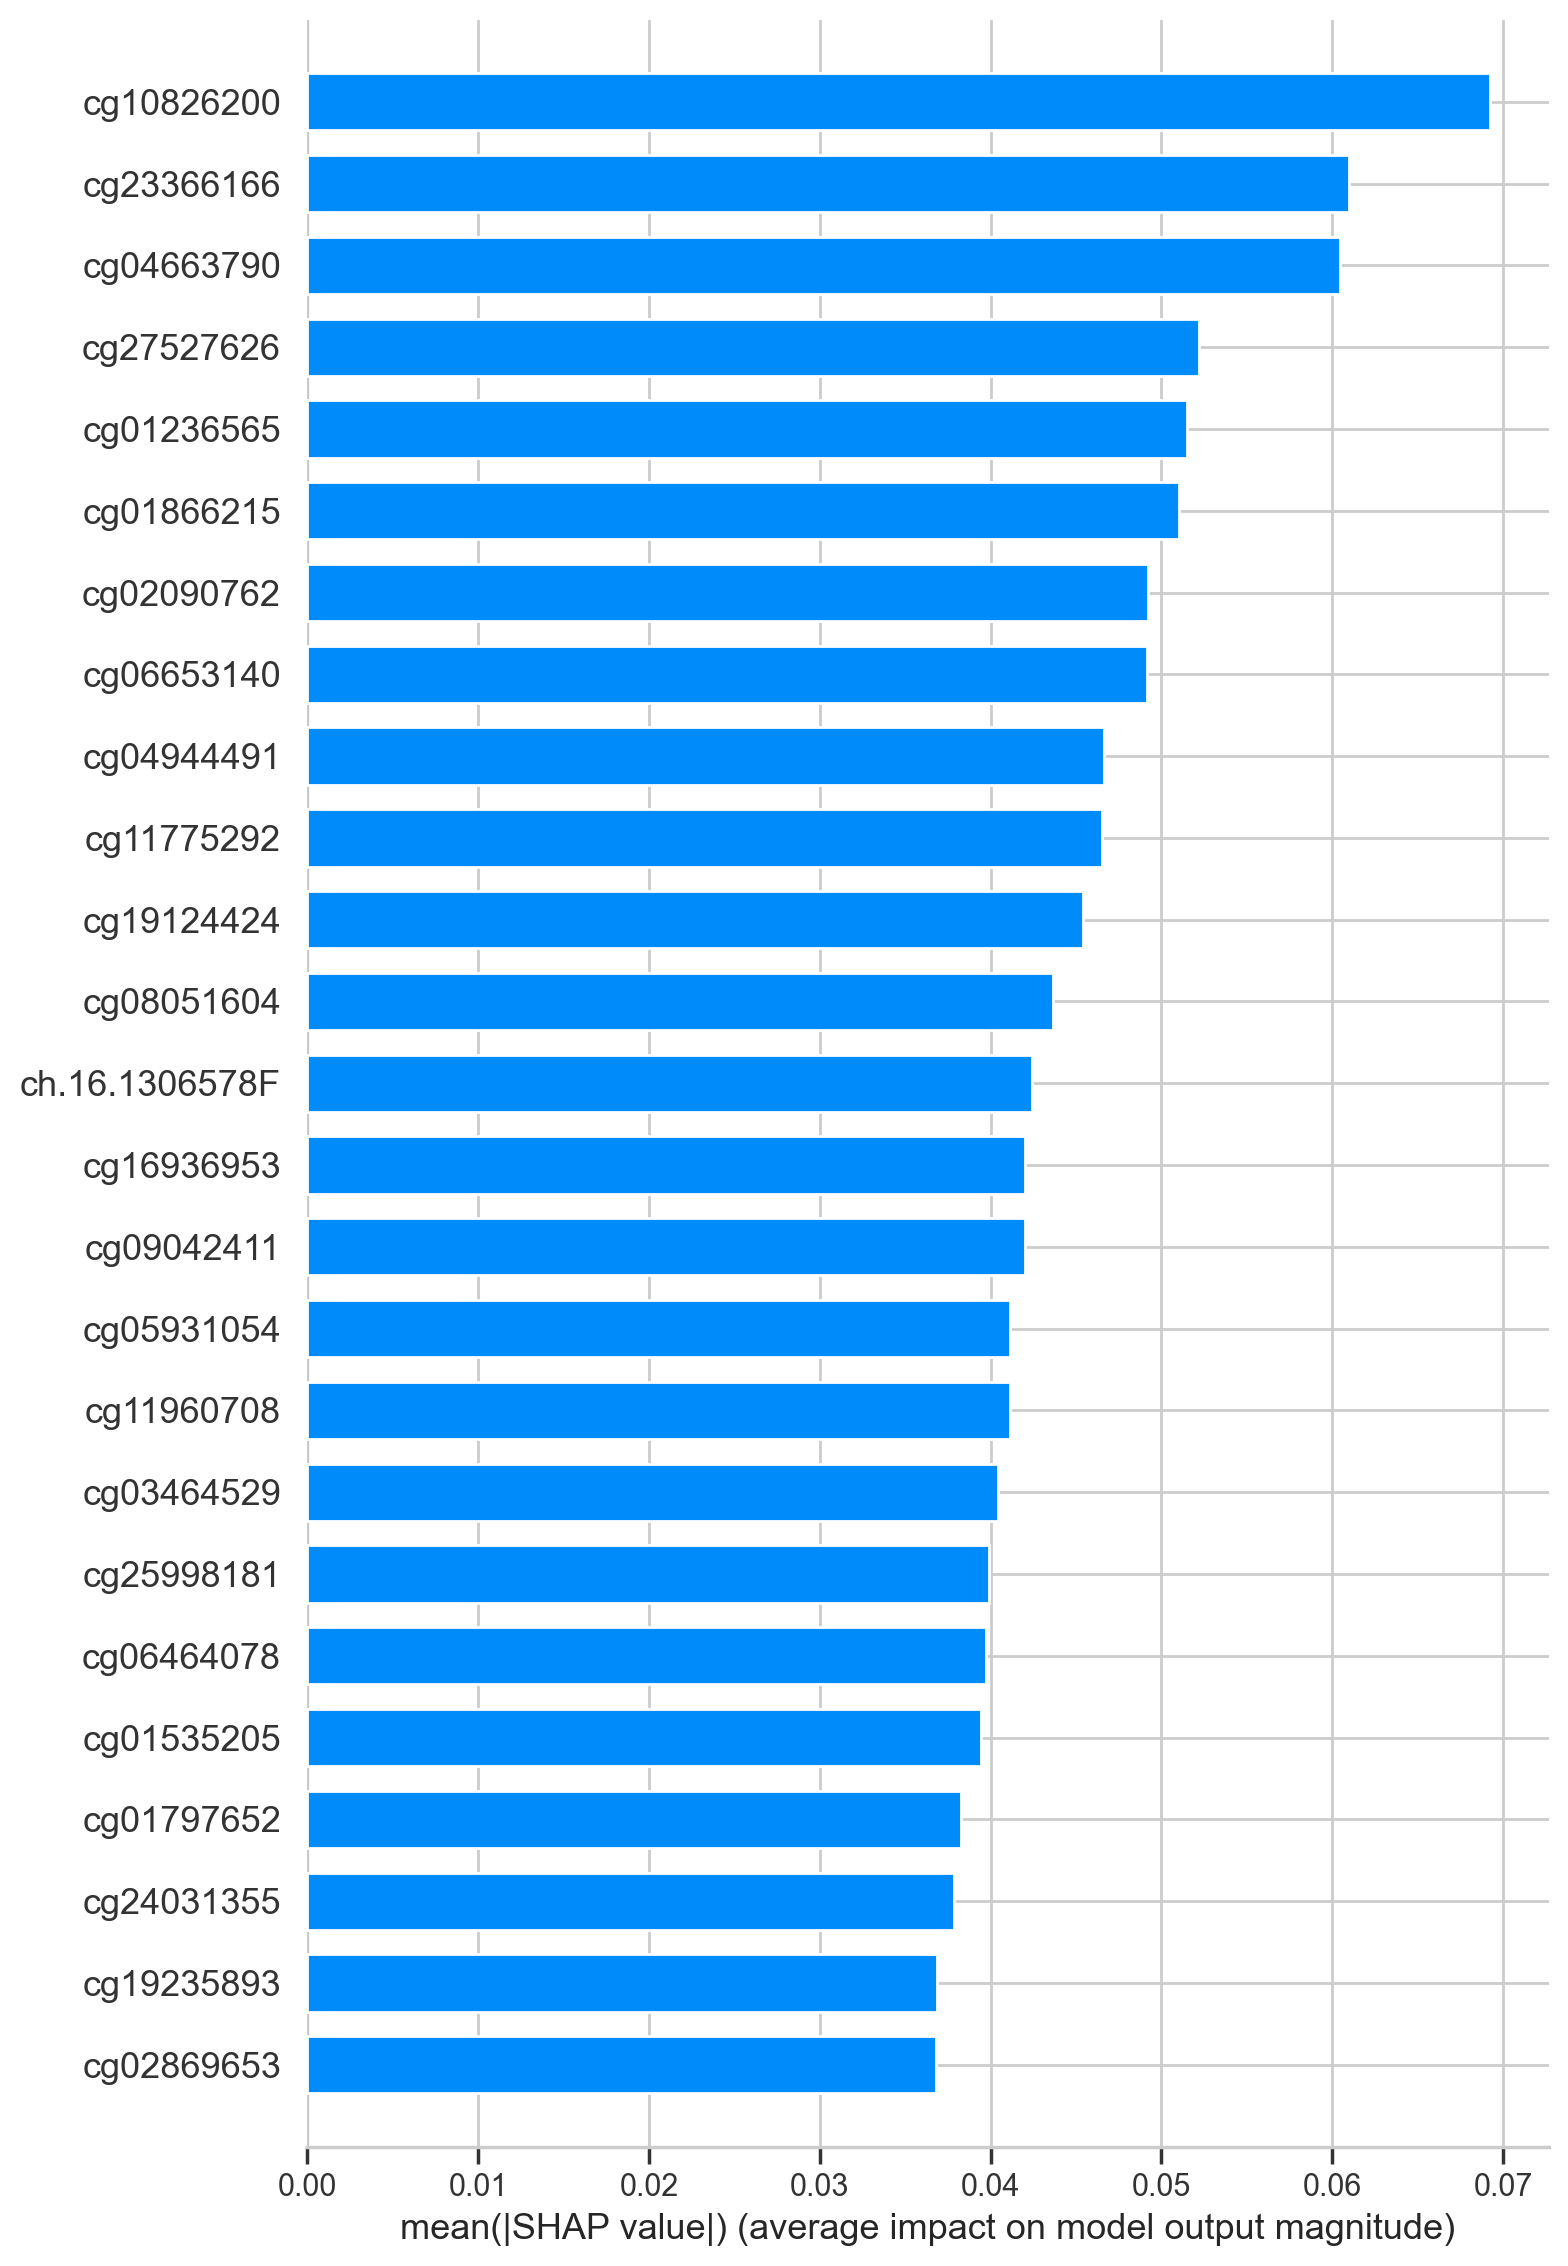 cg10826200
cg23366166
cg04663790
cg27527626
cg01236565
cg01866215
cg02090762
cg06653140
cg04944491
cg11775292
cg19124424
cg08051604
ch.16.1306578F
cg16936953
cg09042411
cg05931054
cg11960708
cg03464529
cg25998181
cg06464078
cg01535205
cg01797652
cg24031355
cg19235893
cg02869653
0.00 0.01 0.02 0.03 0.04 0.05 0.06 0.07
mean(|SHAP value|) (average impact on model output magnitude)